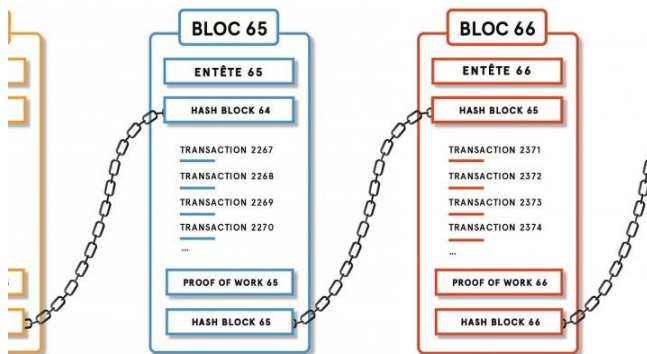 BLOC 65
ENTÊTE 65
HASH BLOCK 64
TRANSACTION 2267
TRANSACTION 2268
TRANSACTION 2269
TRANSACTION 2270
...
PROOF OF WORK 65
HASH BLOCK 65
BLOC 66
ENTÊTE 66
HASH BLOCK 65
TRANSACTION 2371
TRANSACTION 2372
TRANSACTION 2373
TRANSACTION 2374
...
PROOF OF WORK 66
HASH BLOCK 66